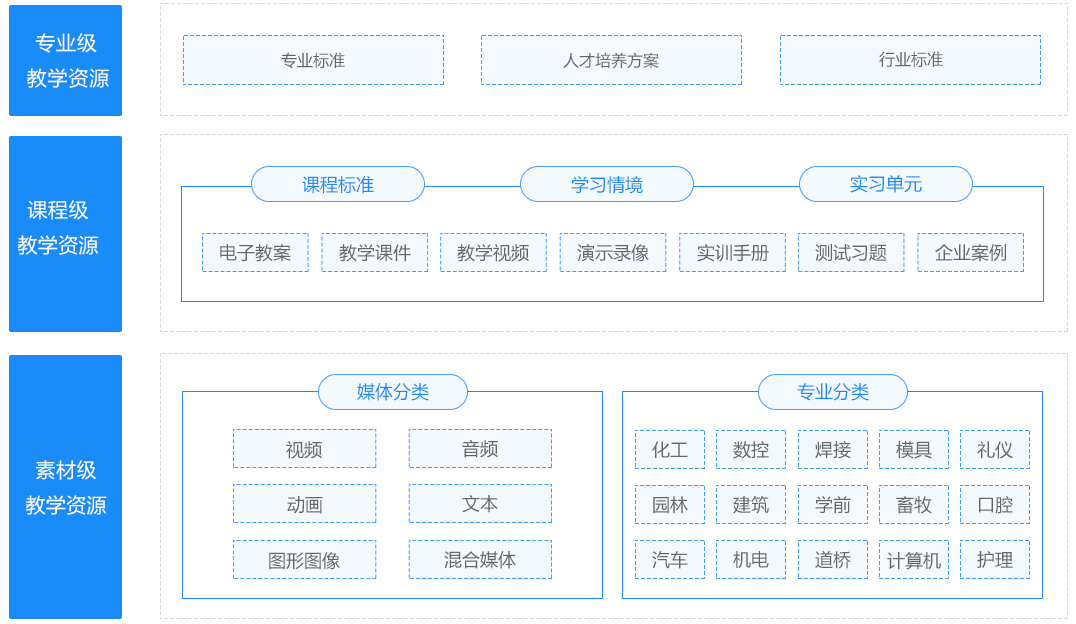 专业级
教学资源
专业标准
人才培养方案
行业标准
课程级
教学资源
课程标准
学习情境
实习单元
电子教案
教学课件
教学视频
演示录像
实训手册
测试习题
企业案例
素材级
教学资源
媒体分类
视频
音频
动画
文本
图形图像
混合媒体
专业分类
化工
数控
焊接
模具
礼仪
园林
建筑
学前
畜牧
口腔
汽车
机电
道桥
计算机
护理